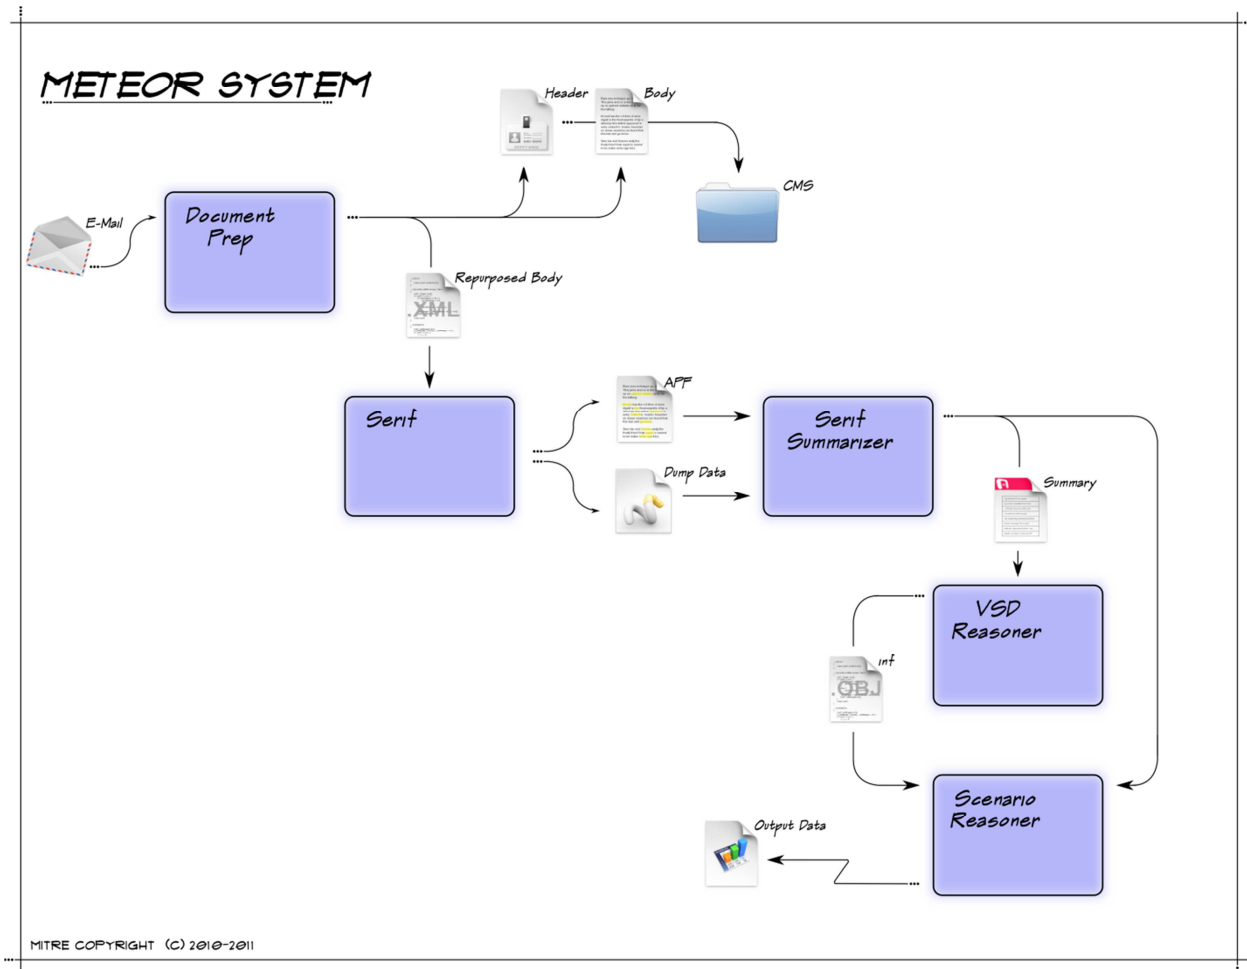 METEOR SYSTEM
Header
Body
CMS
E-Mail
Document
Prep
Repurposed Body
.XML
Serif
APF
Dump Data
Serif
Summarizer
Summary
VSD
Reasoner
inf
.OBJ
Scenario
Reasoner
Output Data
MITRE COPYRIGHT (C) 2010-2011